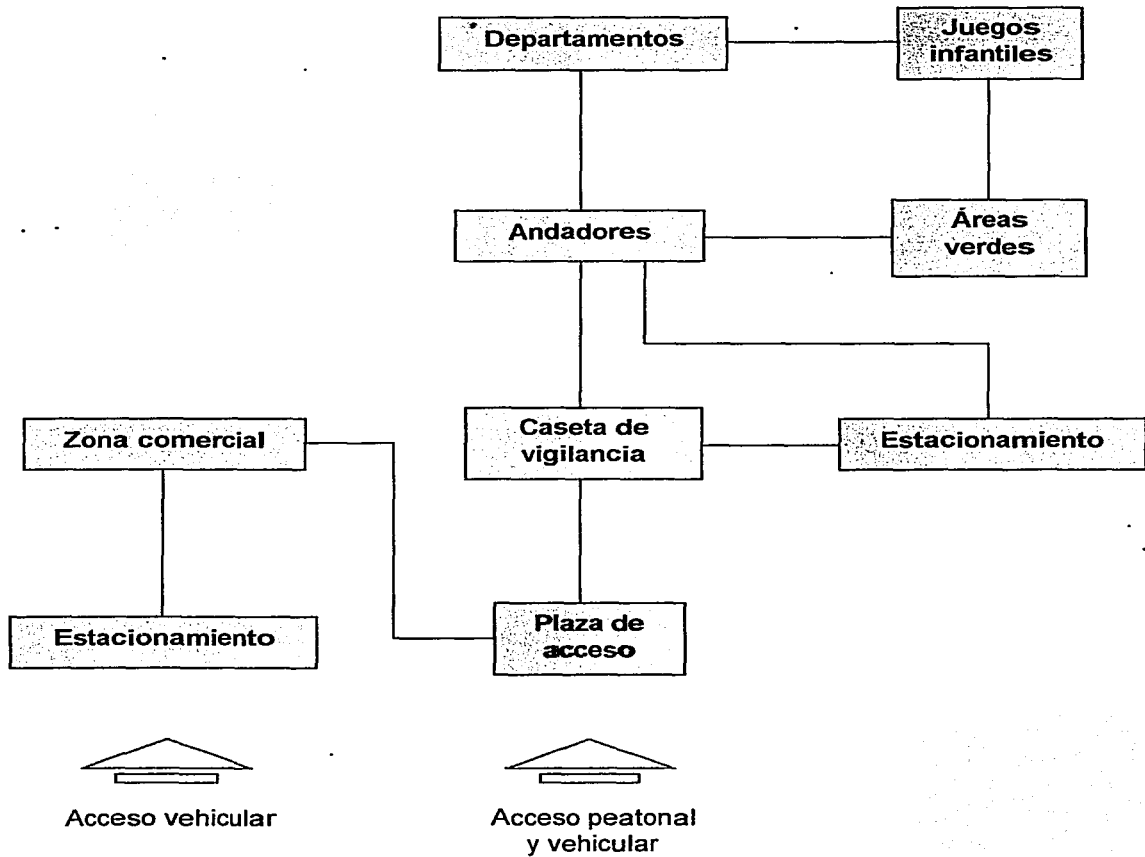 Departamentos
Juegos
infantiles
Andadores
Áreas
verdes
Zona comercial
Caseta de
vigilancia
Estacionamiento
Estacionamiento
Plaza de
acceso
Acceso vehicular
Acceso peatonal
y vehicular